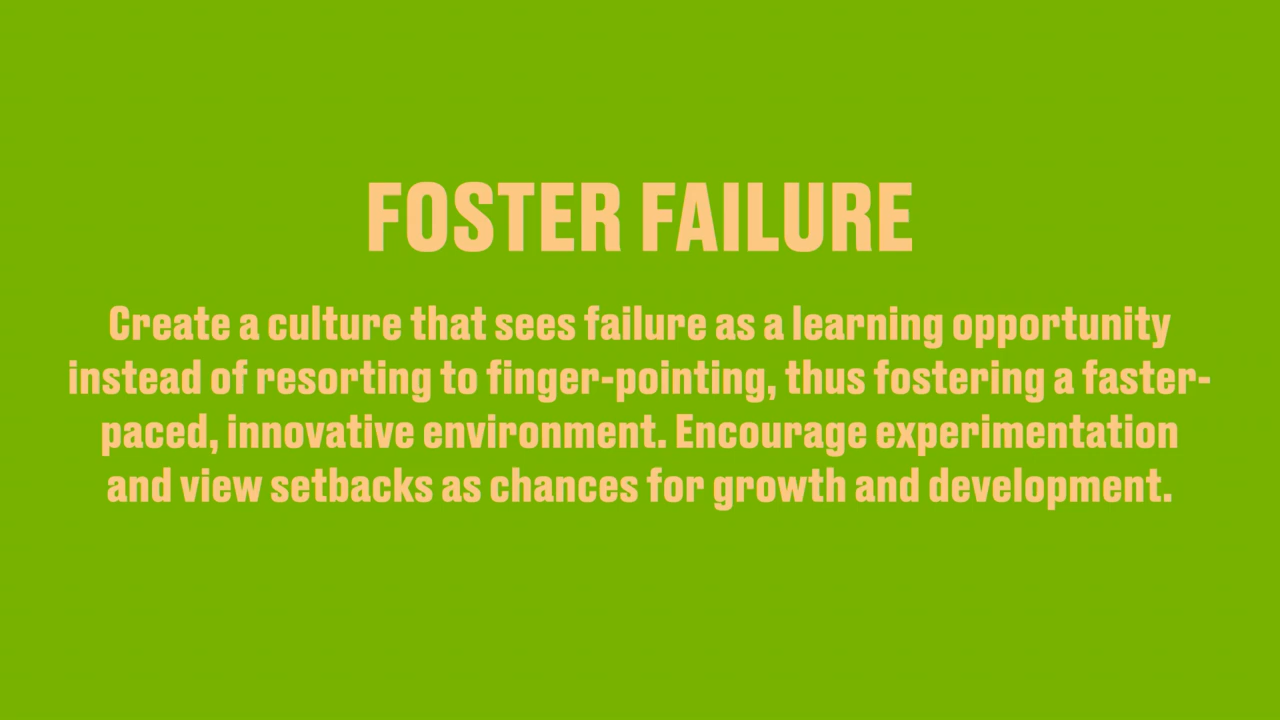 FOSTER FAILURE
Create a culture that sees failure as a learning opportunity
instead of resorting to finger-pointing, thus fostering a faster-
paced, innovative environment. Encourage experimentation
and view setbacks as chances for growth and development.